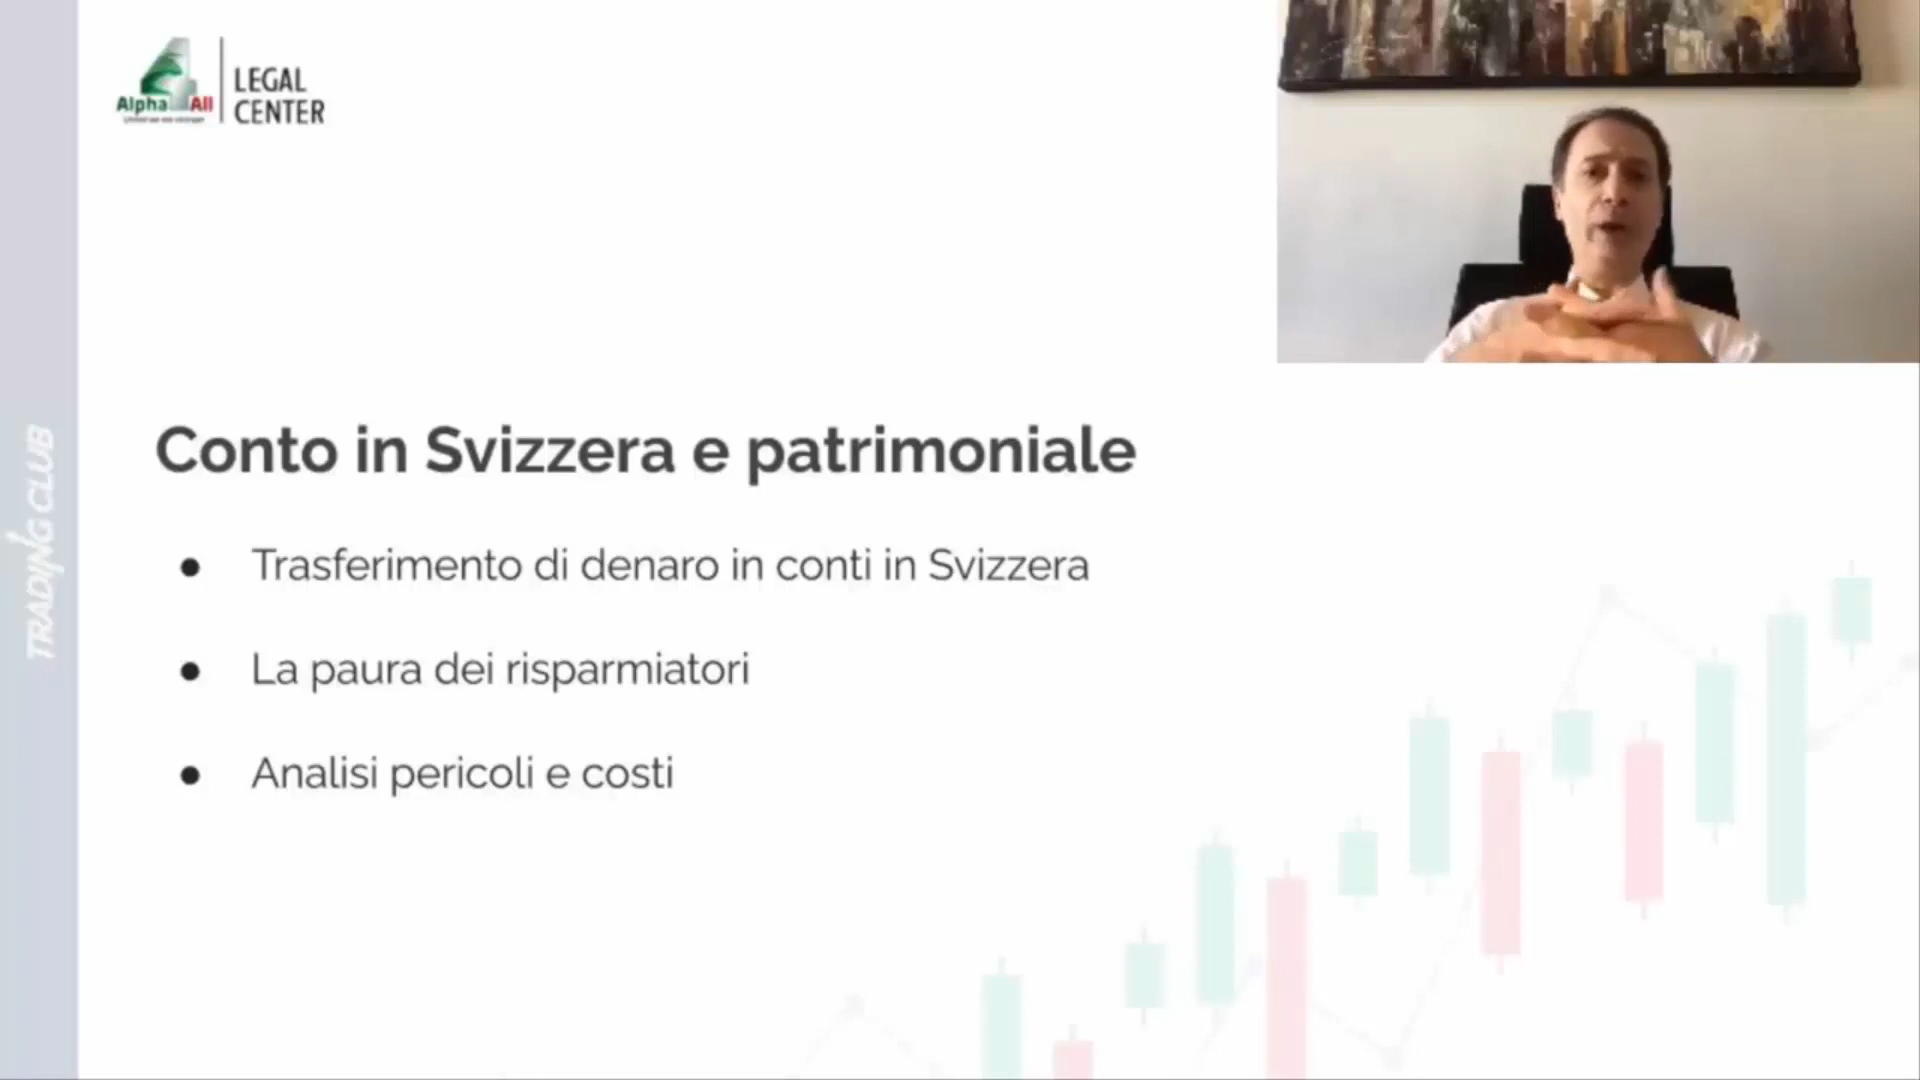 Alpha 4 All
LEGAL
CENTER
TRADING CLUB
Conto in Svizzera e patrimoniale
Trasferimento di denaro in conti in Svizzera
La paura dei risparmiatori
Analisi pericoli e costi